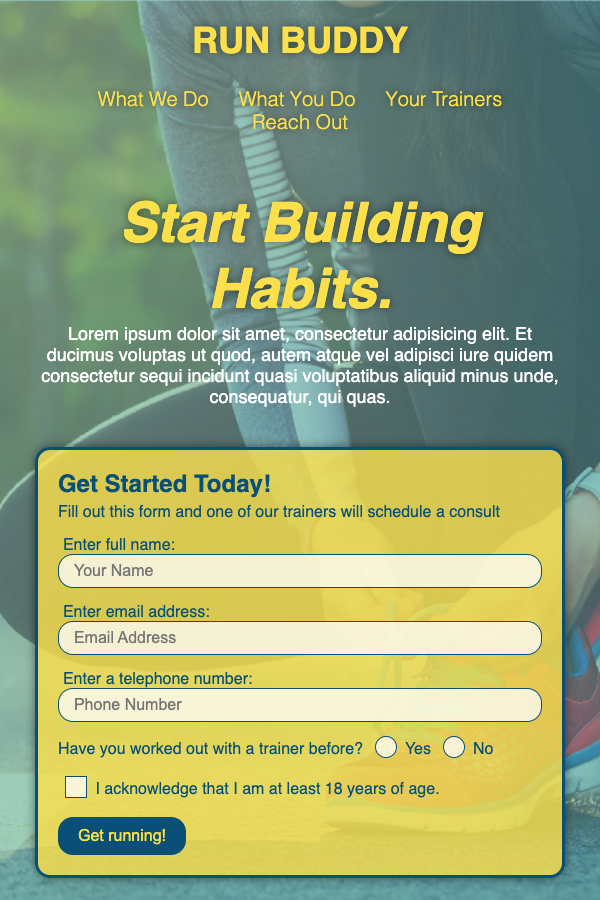 RUN BUDDY
What We Do What You Do Your Trainers
Reach Out
Start Building
Habits.
Lorem ipsum dolor sit amet, consectetur adipisicing elit. Et
ducimus voluptas ut quod, autem atque vel adipisci iure quidem
consectetur sequi incidunt quasi voluptatibus aliquid minus unde,
consequatur, qui quas.
Get Started Today!
Fill out this form and one of our trainers will schedule a consult
Enter full name:
Your Name
Enter email address:
Email Address
Enter a telephone number:
Phone Number
Have you worked out with a trainer before? Yes No
I acknowledge that I am at least 18 years of age.
Get running!